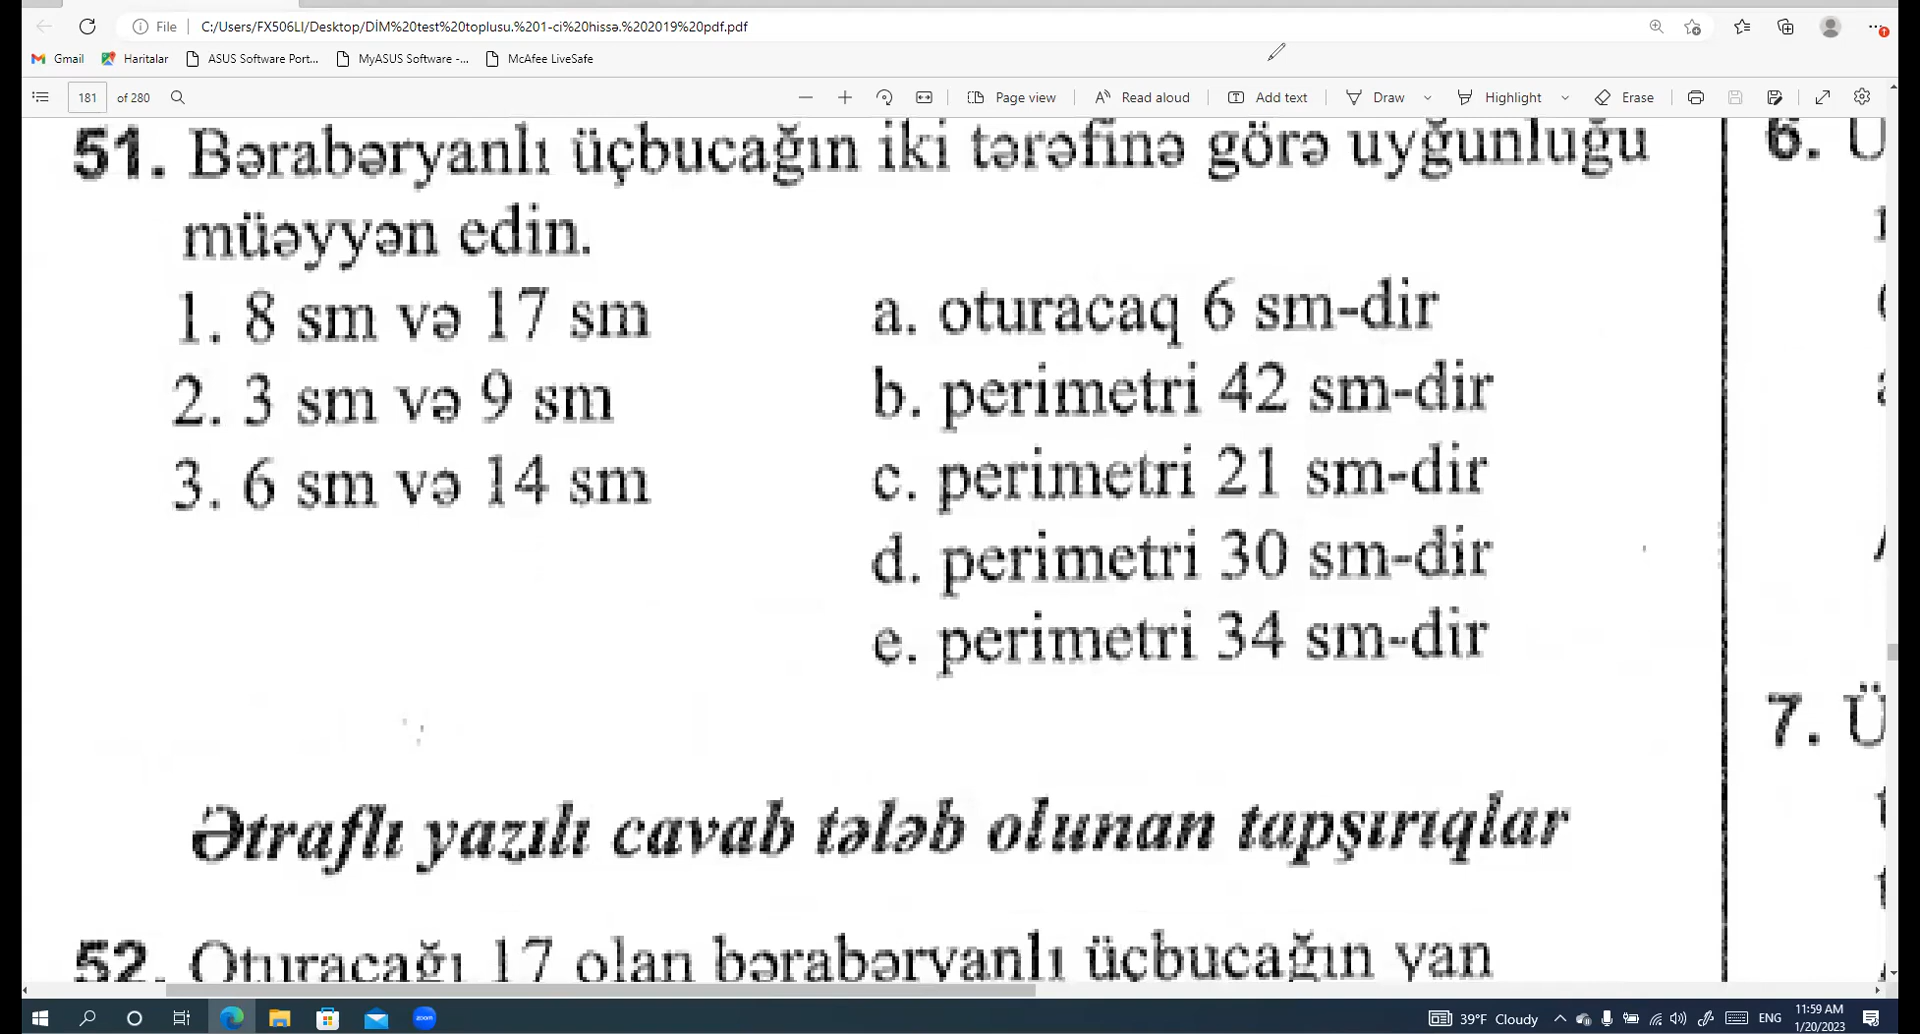 File C:/Users/FX506LI/Desktop/DİM%20test%20toplusu.%201-ci%20hissə.%202019%20pdf.pdf
Gmail Haritalar ASUS Software Port... MyASUS Software -... McAfee LiveSafe
181 of 280 Page view Read aloud Add text Draw Highlight Erase
51. Bərabəryanlı üçbucağın iki tərəfinə görə uyğunluğu
müəyyən edin.
1. 8 sm və 17 sm
2. 3 sm və 9 sm
3. 6 sm və 14 sm
a. oturacaq 6 sm-dir
b. perimetri 42 sm-dir
c. perimetri 21 sm-dir
d. perimetri 30 sm-dir
e. perimetri 34 sm-dir
Ətraflı yazılı cavab tələb olunan tapşırıqlar
52. Oturacağı 17 olan bərabəryanlı üçbucağın yan
6.
7. Ü
zoom
39°F Cloudy ENG 11:59 AM
1/20/2023